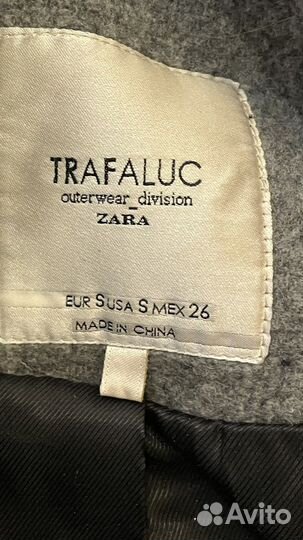 TRAFALUC
outerwear_division
ZARA
EUR S USA S MEX 26
MADE IN CHINA
Avito